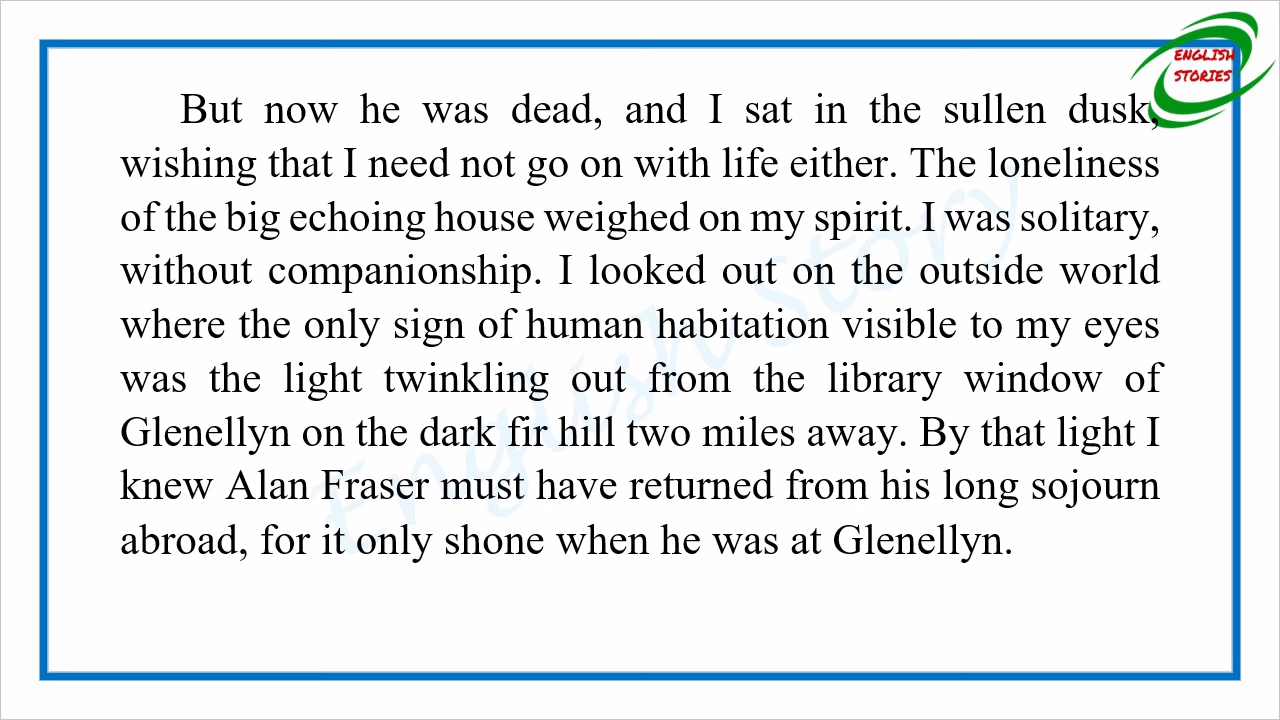 ENGLISH
STORIES
But now he was dead, and I sat in the sullen dusk,
wishing that I need not go on with life either. The loneliness
of the big echoing house weighed on my spirit. I was solitary,
without companionship. I looked out on the outside world
where the only sign of human habitation visible to my eyes
was the light twinkling out from the library window of
Glenellyn on the dark fir hill two miles away. By that light I
knew Alan Fraser must have returned from his long sojourn
abroad, for it only shone when he was at Glenellyn.
English Story